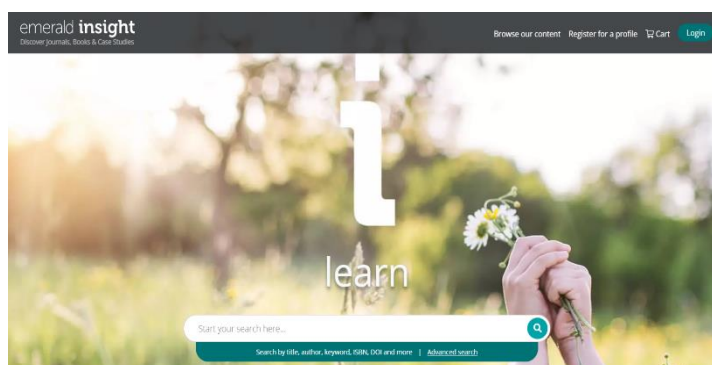 emerald insight
Discover Journals, Books & Case Studies
Browse our content Register for a profile Cart Login
i
learn
Start your search here...
Search by title, author, keyword, ISBN, DOI and more | Advanced search